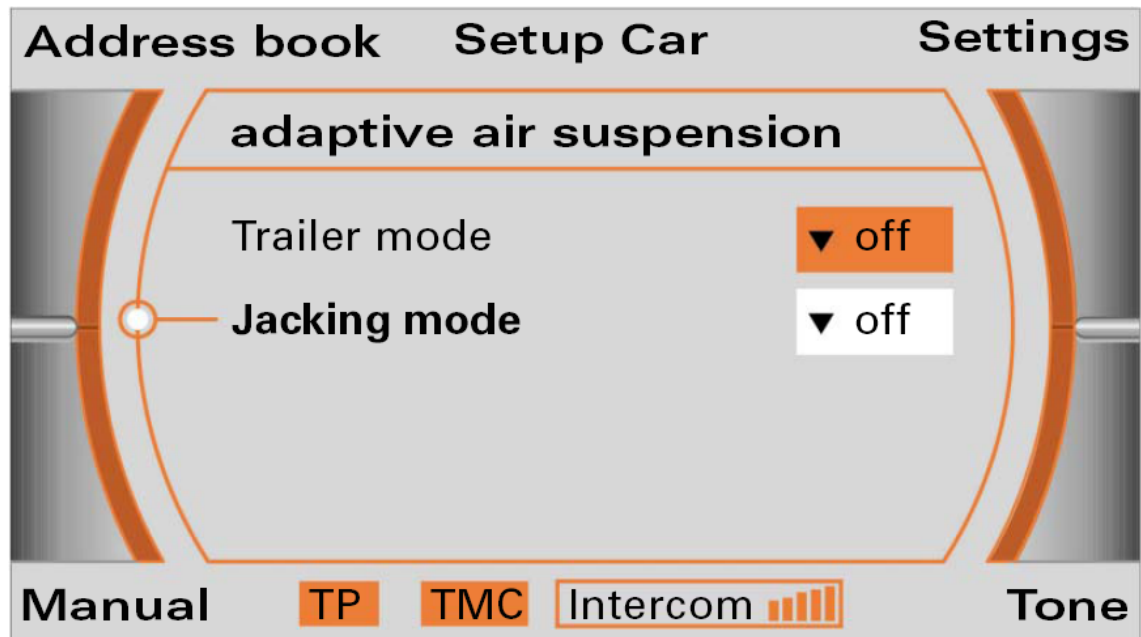 Address book Setup Car Settings
adaptive air suspension
Trailer mode ▼ off
Jacking mode ▼ off
Manual TP TMC Intercom Tone